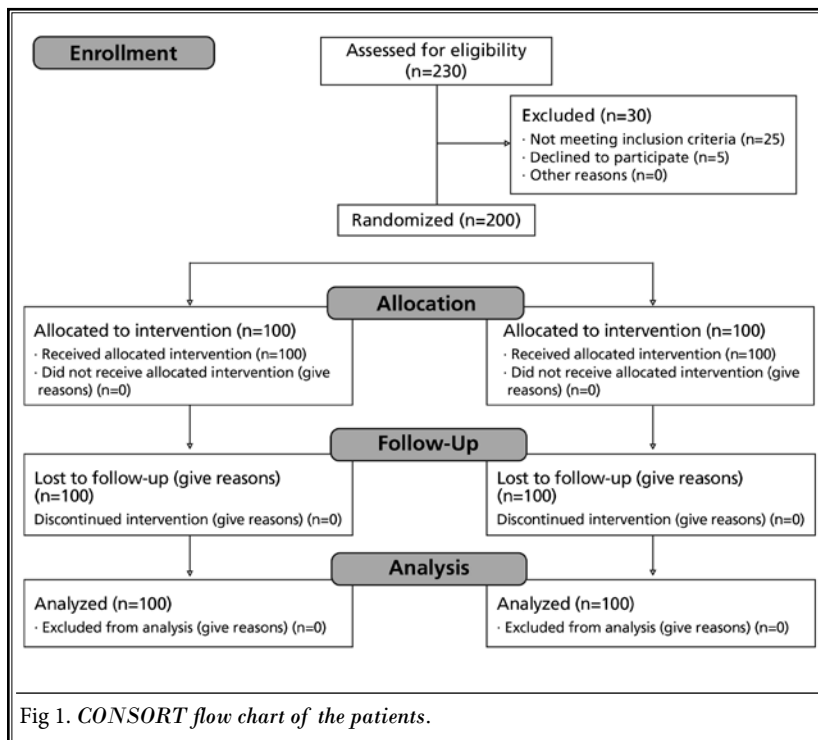 Enrollment
Assessed for eligibility
(n=230)
Excluded (n=30)
· Not meeting inclusion criteria (n=25)
· Declined to participate (n=5)
· Other reasons (n=0)
Randomized (n=200)
Allocation
Allocated to intervention (n=100)
· Received allocated intervention (n=100)
· Did not receive allocated intervention (give
reasons) (n=0)
Allocated to intervention (n=100)
· Received allocated intervention (n=100)
· Did not receive allocated intervention (give
reasons) (n=0)
Follow-Up
Lost to follow-up (give reasons)
(n=100)
Discontinued intervention (give reasons) (n=0)
Lost to follow-up (give reasons)
(n=100)
Discontinued intervention (give reasons) (n=0)
Analysis
Analyzed (n=100)
· Excluded from analysis (give reasons) (n=0)
Analyzed (n=100)
· Excluded from analysis (give reasons) (n=0)
Fig 1. CONSORT flow chart of the patients.